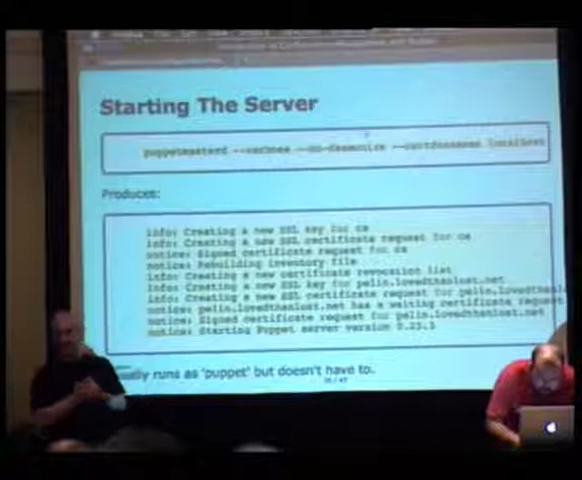 Starting The Server
puppetmasterd --verbose --no-daemonize --certdnsnames localhost
Produces:
info: Creating a new SSL key for ca
info: Creating a new SSL certificate request for ca
notice: Signed certificate request for ca
notice: Rebuilding inventory file
info: Creating a new certificate revocation list
info: Creating a new SSL key for pelin.lovedthanlost.net
info: Creating a new SSL certificate request for pelin.lovedthanlost.
notice: pelin.lovedthanlost.net has a waiting certificate request
notice: Signed certificate request for pelin.lovedthanlost.net
notice: Starting Puppet server version 0.23.2
ually runs as 'puppet' but doesn't have to.